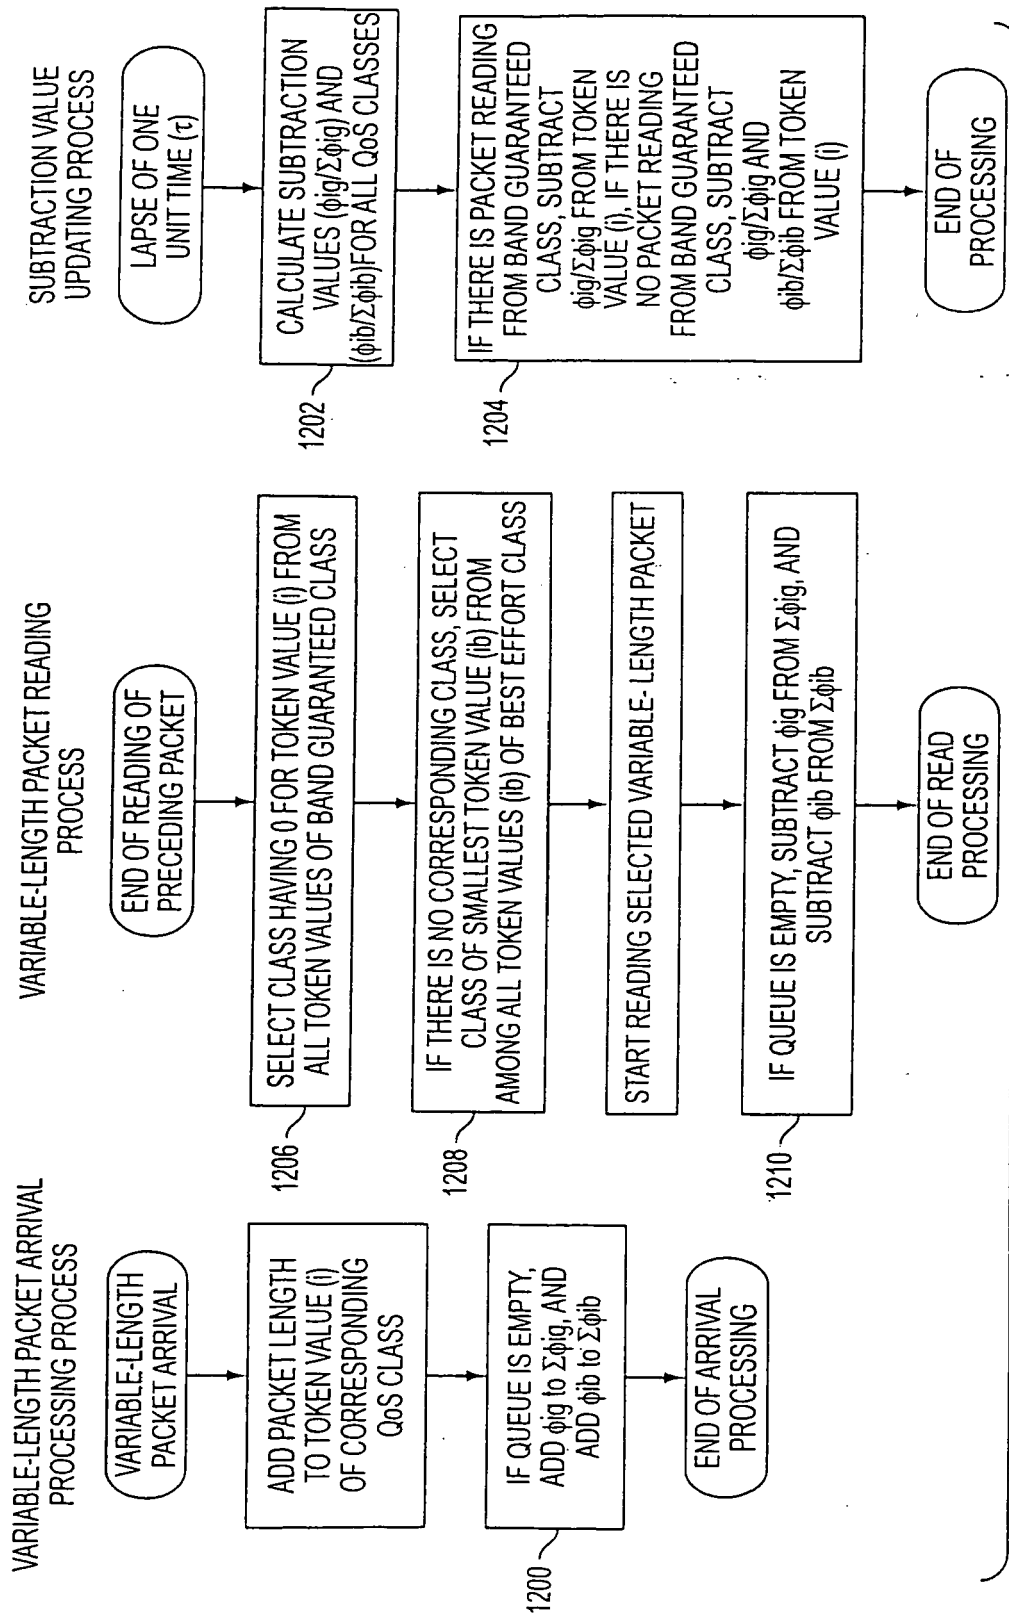 VARIABLE-LENGTH PACKET ARRIVAL
PROCESSING PROCESS
VARIABLE-LENGTH
PACKET ARRIVAL
ADD PACKET LENGTH
TO TOKEN VALUE (i)
OF CORRESPONDING
QoS CLASS
IF QUEUE IS EMPTY,
ADD ϕig to Σϕig, AND
ADD ϕib to Σϕib
1200
END OF ARRIVAL
PROCESSING
VARIABLE-LENGTH PACKET READING
PROCESS
END OF READING OF
PRECEDING PACKET
SELECT CLASS HAVING 0 FOR TOKEN VALUE (i) FROM
ALL TOKEN VALUES OF BAND GUARANTEED CLASS
1206
IF THERE IS NO CORRESPONDING CLASS, SELECT
CLASS OF SMALLEST TOKEN VALUE (ib) FROM
AMONG ALL TOKEN VALUES (ib) OF BEST EFFORT CLASS
1208
START READING SELECTED VARIABLE- LENGTH PACKET
IF QUEUE IS EMPTY, SUBTRACT ϕig FROM Σϕig, AND
SUBTRACT ϕib FROM Σϕib
1210
END OF READ
PROCESSING
SUBTRACTION VALUE
UPDATING PROCESS
LAPSE OF ONE
UNIT TIME (τ)
CALCULATE SUBTRACTION
VALUES (ϕig/Σϕig) AND
(ϕib/Σϕib)FOR ALL QoS CLASSES
1202
IF THERE IS PACKET READING
FROM BAND GUARANTEED
CLASS, SUBTRACT
ϕig/Σϕig FROM TOKEN
VALUE (i), IF THERE IS
NO PACKET READING
FROM BAND GUARANTEED
CLASS, SUBTRACT
ϕig/Σϕig AND
ϕib/Σϕib FROM TOKEN
VALUE (i)
1204
END OF
PROCESSING